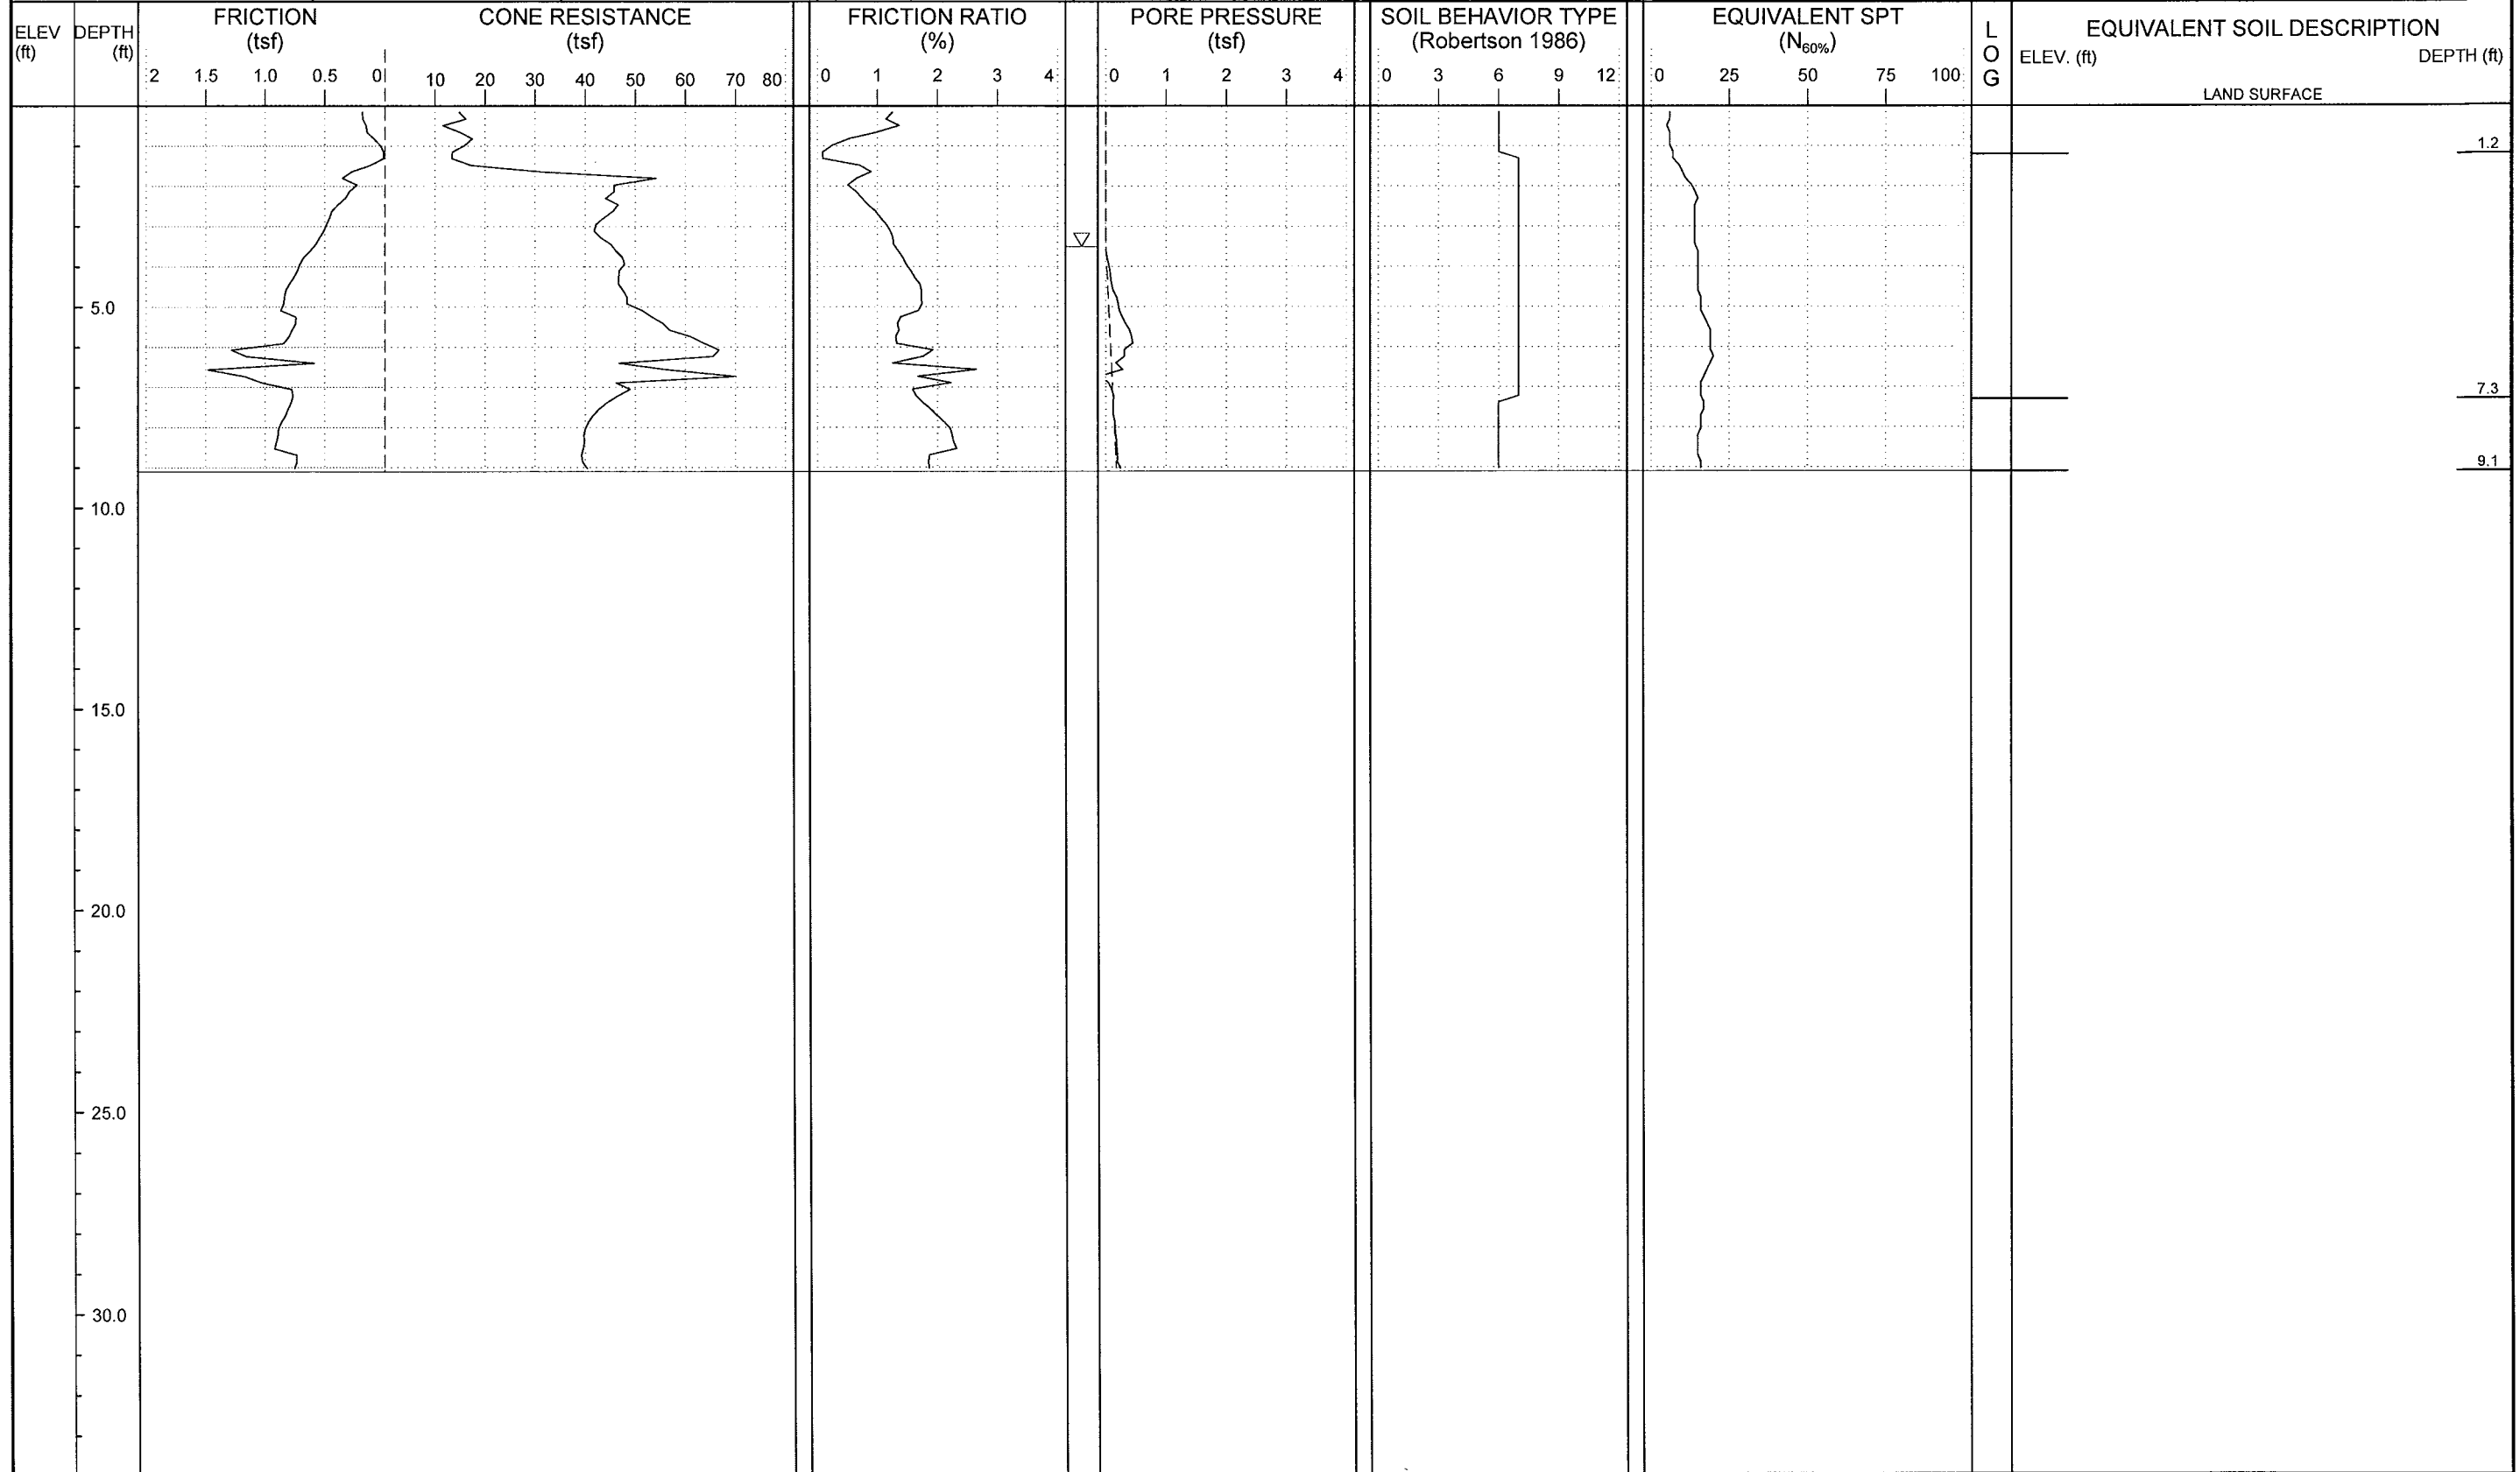 ELEV
(ft)
DEPTH
(ft)
FRICTION
(tsf)
2 1.5 1.0 0.5 0
CONE RESISTANCE
(tsf)
10 20 30 40 50 60 70 80
FRICTION RATIO
(%)
0 1 2 3 4
PORE PRESSURE
(tsf)
0 1 2 3 4
SOIL BEHAVIOR TYPE
(Robertson 1986)
0 3 6 9 12
EQUIVALENT SPT
(N60%)
0 25 50 75 100
L
O
G
EQUIVALENT SOIL DESCRIPTION
ELEV. (ft) DEPTH (ft)
LAND SURFACE
1.2
5.0
7.3
9.1
10.0
15.0
20.0
25.0
30.0